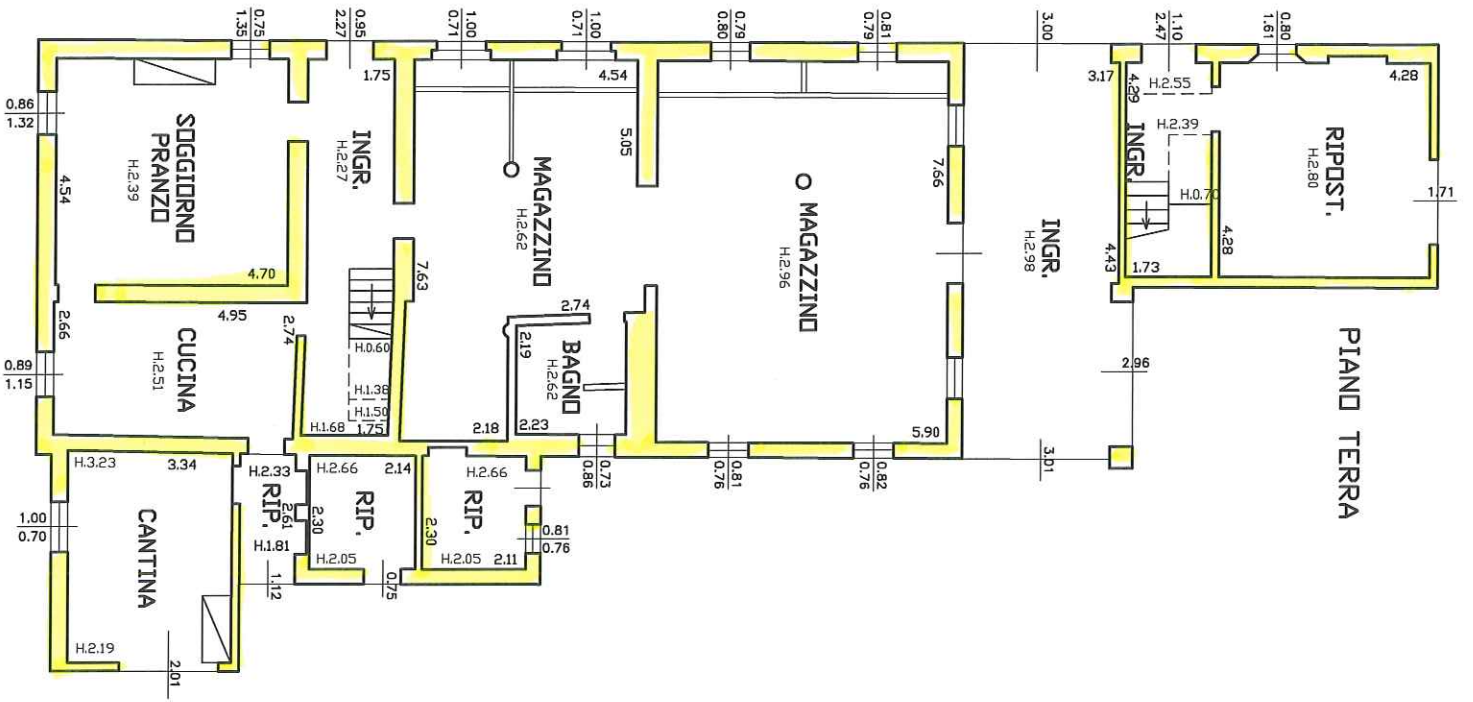 0.75
1.35
0.95
2.27
1.00
0.71
1.00
0.71
0.79
0.80
0.81
0.79
3.00
1.10
2.47
0.80
1.61
0.86
1.32
SOGGIORNO
PRANZO
H.2.39
4.54
4.70
1.75
INGR.
H.2.27
4.54
5.05
MAGAZZINO
H.2.62
7.63
7.66
MAGAZZINO
H.2.96
5.90
INGR.
H.2.98
3.17
4.29
4.43
H.2.55
H.2.39
INGR.
H.0.70
1.73
4.28
RIPOST.
H.2.80
4.28
1.71
4.95
2.66
CUCINA
H.2.51
2.74
0.89
1.15
H.0.60
H.1.38
H.1.50
H.1.68
1.75
2.74
2.19
BAGNO
H.2.62
2.23
2.18
2.96
PIANO TERRA
H.3.23
3.34
CANTINA
H.2.19
1.00
0.70
2.01
H.2.33
RIP.
2.61
H.1.81
1.12
H.2.66
2.14
RIP.
2.30
H.2.05
0.75
H.2.66
RIP.
2.30
H.2.05
2.11
0.81
0.76
0.73
0.86
0.81
0.76
0.82
0.76
3.01